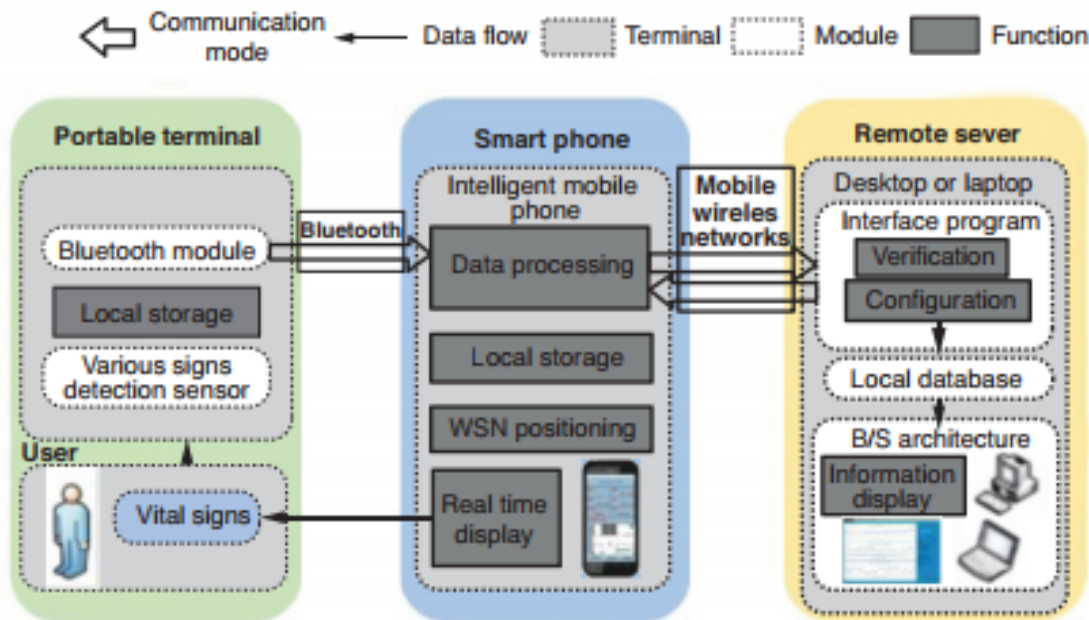 Communication
mode
Data flow
Terminal
Module
Function
Portable terminal
Bluetooth module
Local storage
Various signs
detection sensor
User
Vital signs
Bluetooth
Smart phone
Intelligent mobile
phone
Data processing
Local storage
WSN positioning
Real time
display
Mobile
wireles
networks
Remote sever
Desktop or laptop
Interface program
Verification
Configuration
Local database
B/S architecture
Information
display